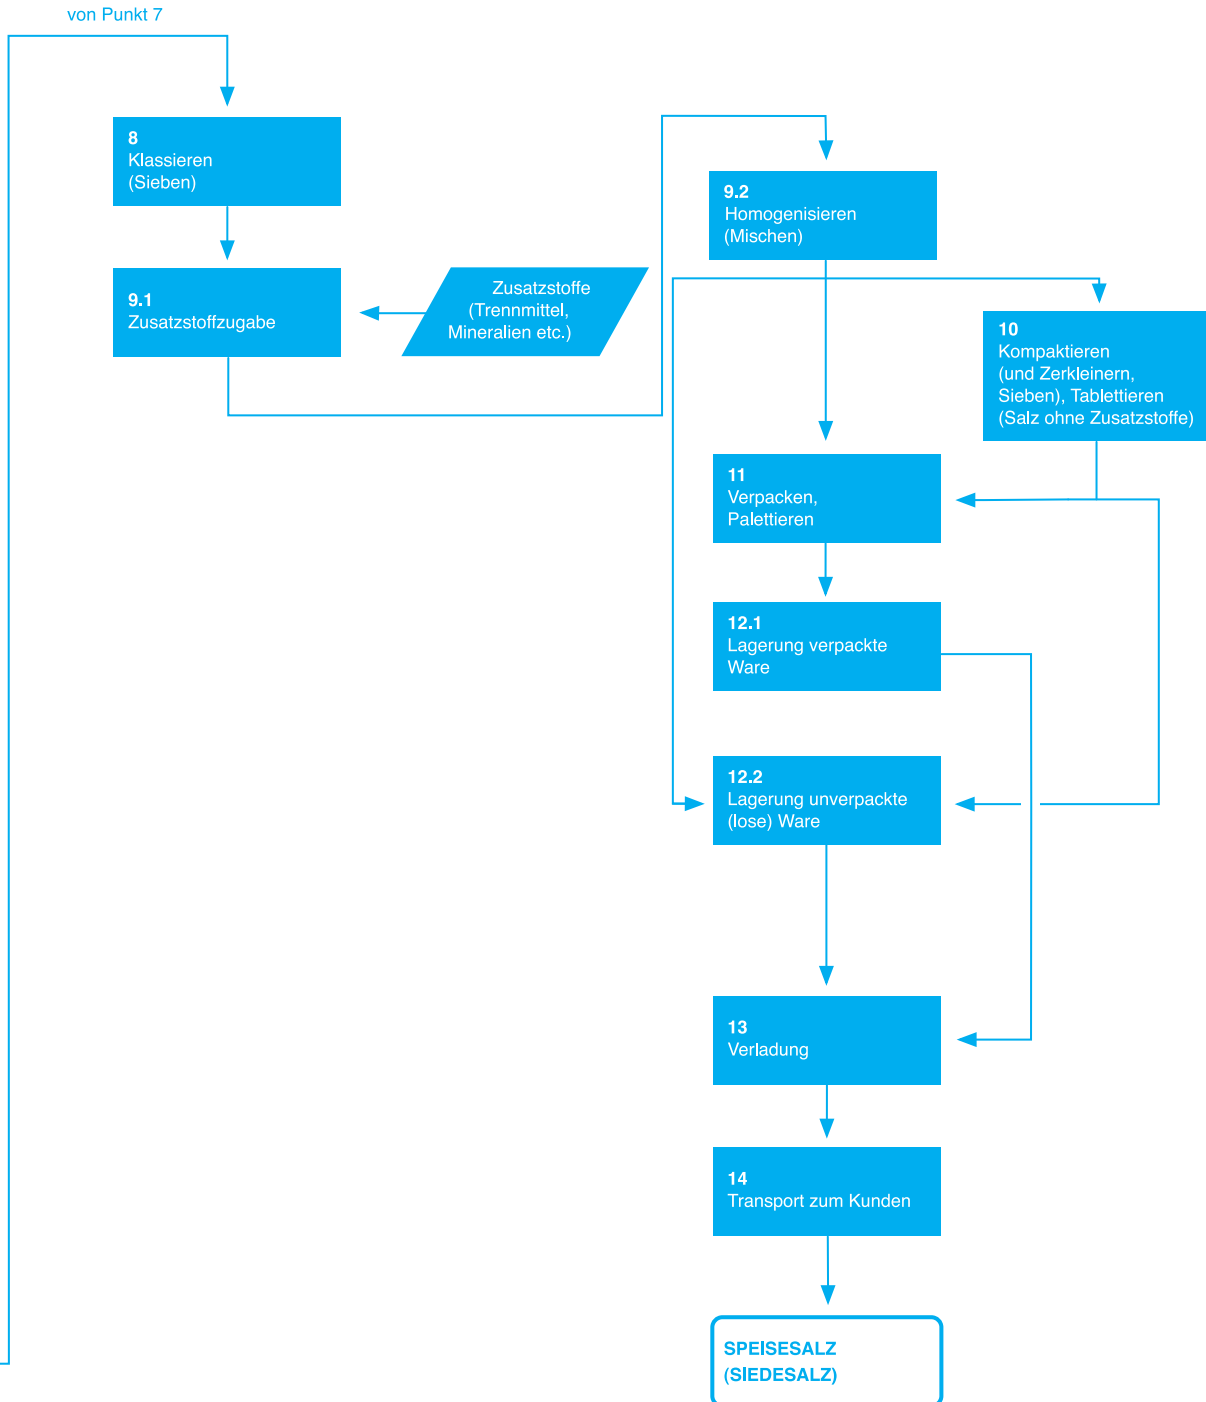 von Punkt 7
8
Klassieren
(Sieben)
9.1
Zusatzstoffzugabe
Zusatzstoffe
(Trennmittel,
Mineralien etc.)
9.2
Homogenisieren
(Mischen)
10
Kompaktieren
(und Zerkleinern,
Sieben), Tablettieren
(Salz ohne Zusatzstoffe)
11
Verpacken,
Palettieren
12.1
Lagerung verpackte
Ware
12.2
Lagerung unverpackte
(lose) Ware
13
Verladung
14
Transport zum Kunden
SPEISESALZ
(SIEDESALZ)